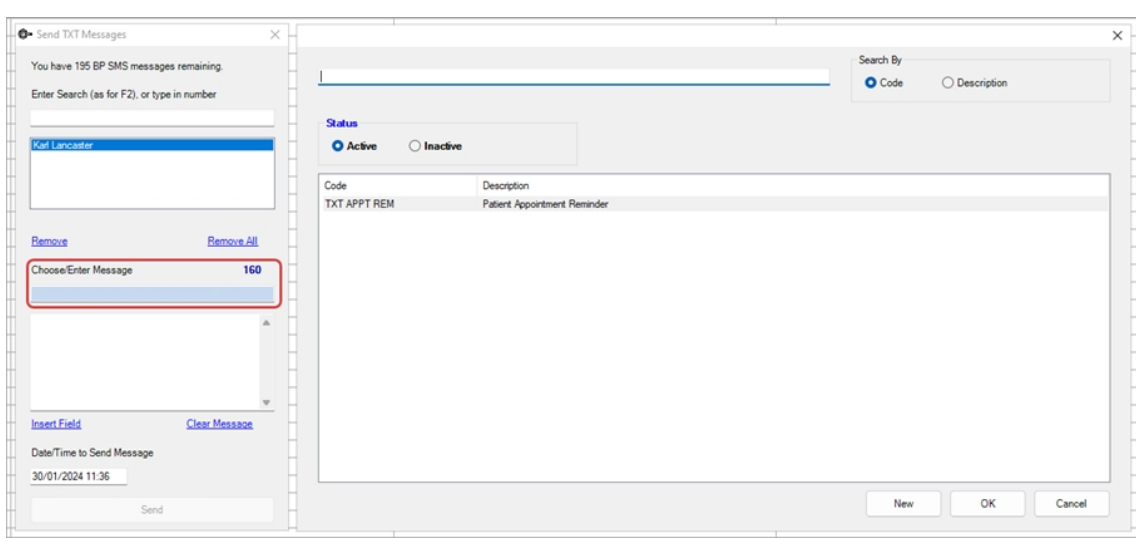 Send TXT Messages
You have 195 BP SMS messages remaining.
Enter Search (as for F2), or type in number
Karl Lancaster
Remove Remove All
Choose/Enter Message 160
Insert Field Clear Message
Date/Time to Send Message
30/01/2024 11:36
Send
Search By
Code Description
Status
Active Inactive
Code Description
TXT APPT REM Patient Appointment Reminder
New OK Cancel